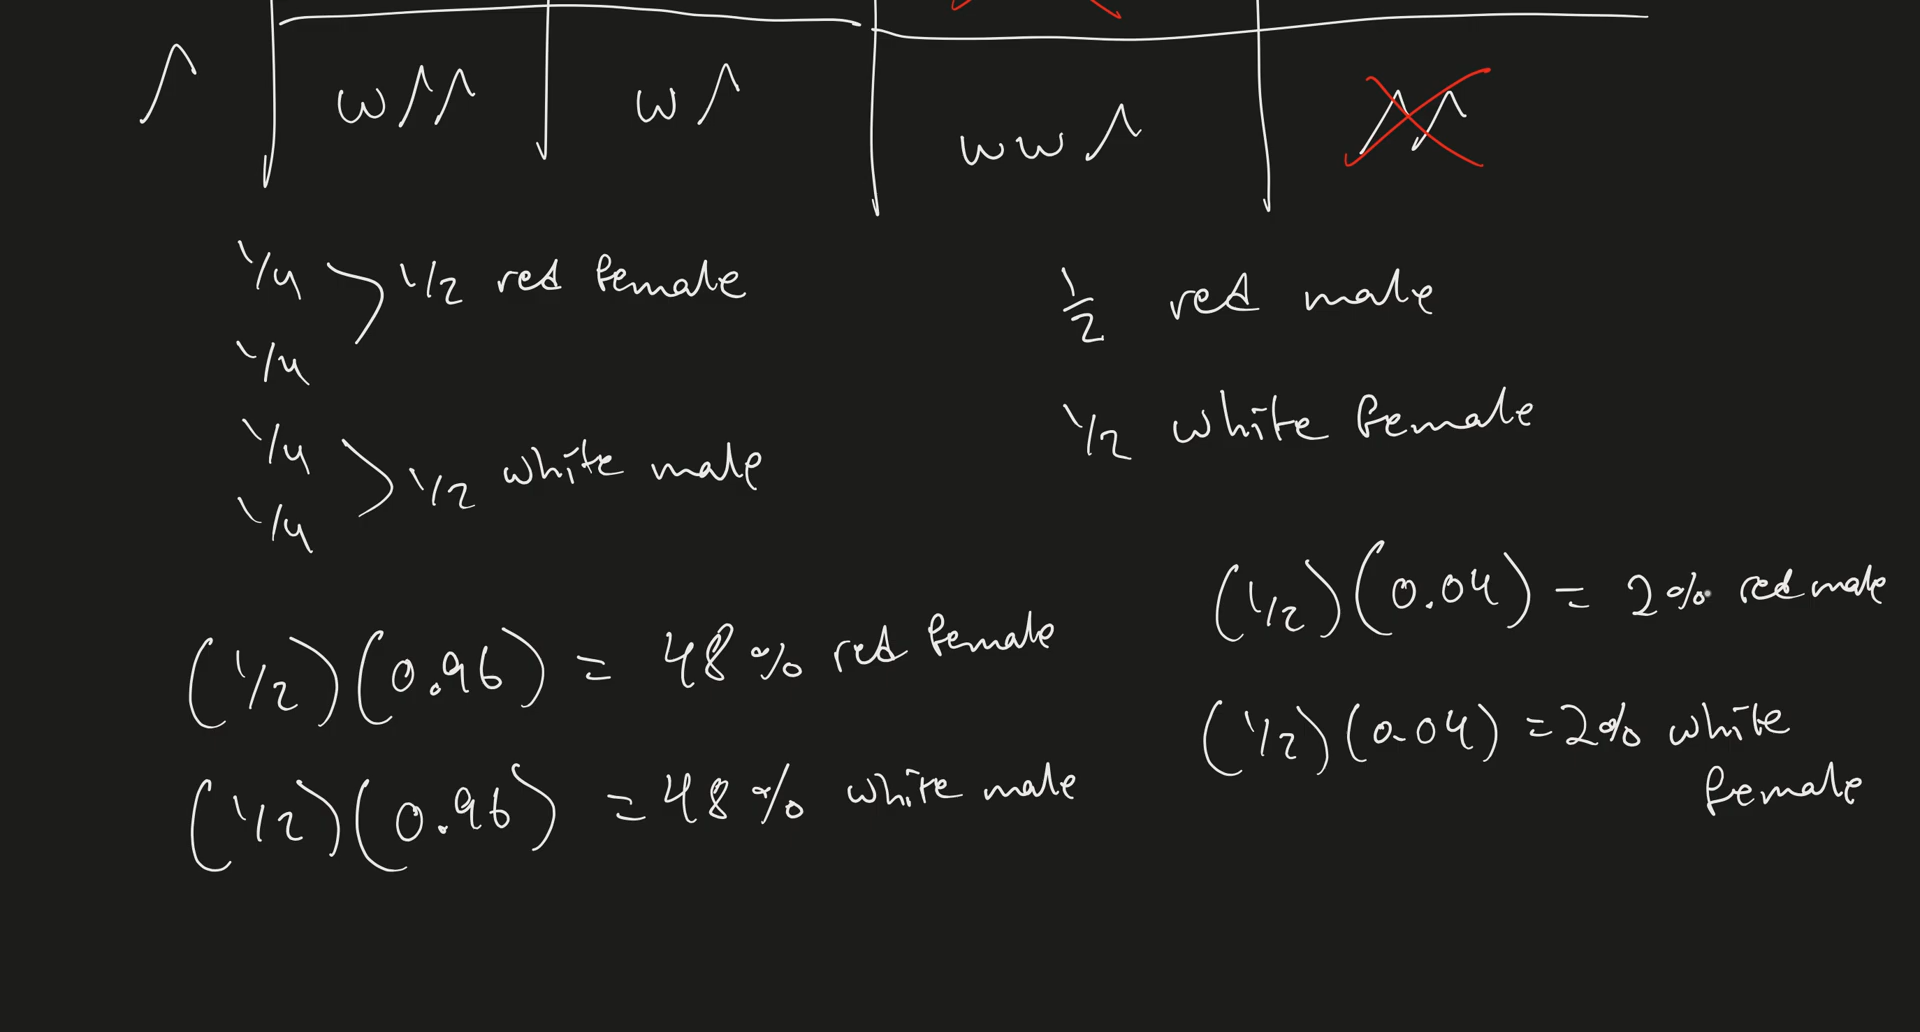 w
w
ww
1/4
1/2 red female
1/4
1/4
1/2 white male
1/4
1/2 red male
1/2 white female
(1/2)(0.96) = 48% red female
(1/2)(0.96) = 48% white male
(1/2)(0.04) = 2% red male
(1/2)(0.04) = 2% white
female